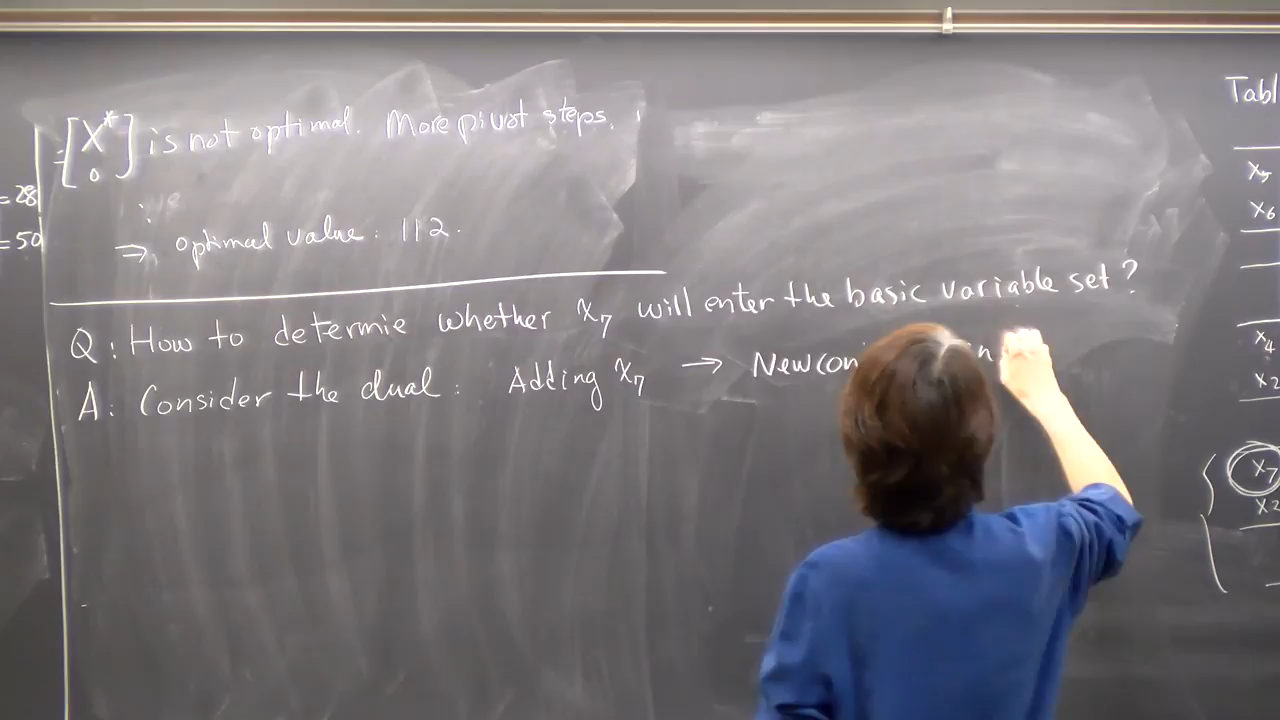 = 28
= 50
= [X* 0] is not optimal. More pivot steps.
⇒ optimal value: 112.
Q: How to determie whether x₇ will enter the basic variable set?
A: Consider the dual: Adding x₇ → New con
Tabl
x₅
x₆
x₄
x₂
x₇
x₂